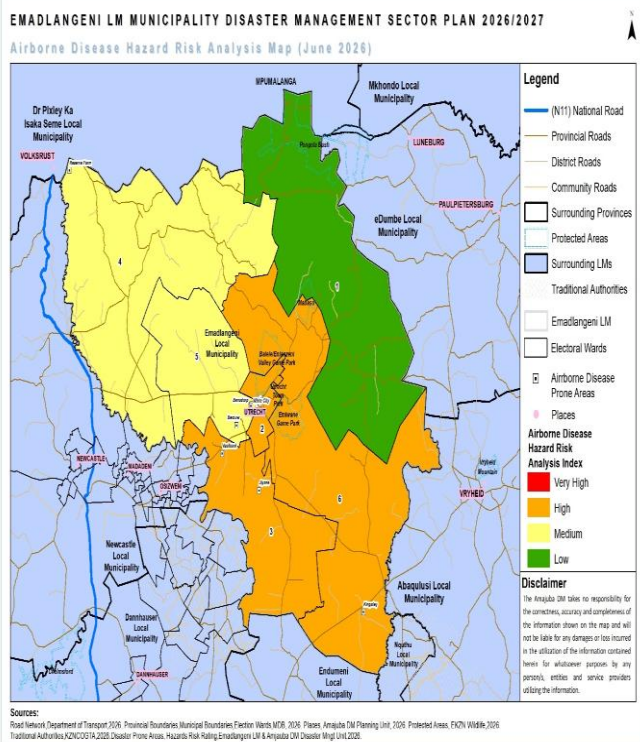 EMADLANGENI LM MUNICIPALITY DISASTER MANAGEMENT SECTOR PLAN 2026/2027
Airborne Disease Hazard Risk Analysis Map (June 2026)
N
MPUMALANGA
Mkhondo Local
Municipality
Dr Pixley Ka
Isaka Seme Local
Municipality
VOLKSRUST
LUNEBURG
PAULPIETERSBURG
eDumbe Local
Municipality
4
1
5
Emadlangeni
Local
Municipality
Valley Game Park
UTRECHT
Park
Game Park
2
NEWCASTLE
MADADENI
OSIZWENI
6
3
Vryheid
Mountain
VRYHEID
Newcastle
Local
Municipality
Abaqulusi Local
Municipality
Kingsley
Dannhauser
Local
Municipality
Nquthu
Local
Municipality
DANNHAUSER
Endumeni
Local
Municipality
Legend
(N11) National Road
Provincial Roads
District Roads
Community Roads
Surrounding Provinces
Protected Areas
Surrounding LMs
Traditional Authorities
Emadlangeni LM
Electoral Wards
Airborne Disease
Prone Areas
Places
Airborne Disease
Hazard Risk
Analysis Index
Very High
High
Medium
Low
Disclaimer
The Amajuba DM takes no responsibility for
the correctness, accuracy and completeness of
the information shown on the map and will
not be liable for any damages or loss incurred
in the utilization of the information contained
herein for whatsoever purposes by any
person/s, entities and service providers
utilizing the information.
Sources:
Road Network,Department of Transport,2026. Provincial Boundaries,Municipal Boundaries,Election Wards,MDB, 2026. Places, Amajuba DM Planning Unit, 2026. Protected Areas, EKZN Wildlife,2026.
Traditional Authorities,KZNCOGTA,2026.Disaster Prone Areas, Hazards Risk Rating,Emadlangeni LM & Amajuba DM Disaster Mngt Unit,2026.